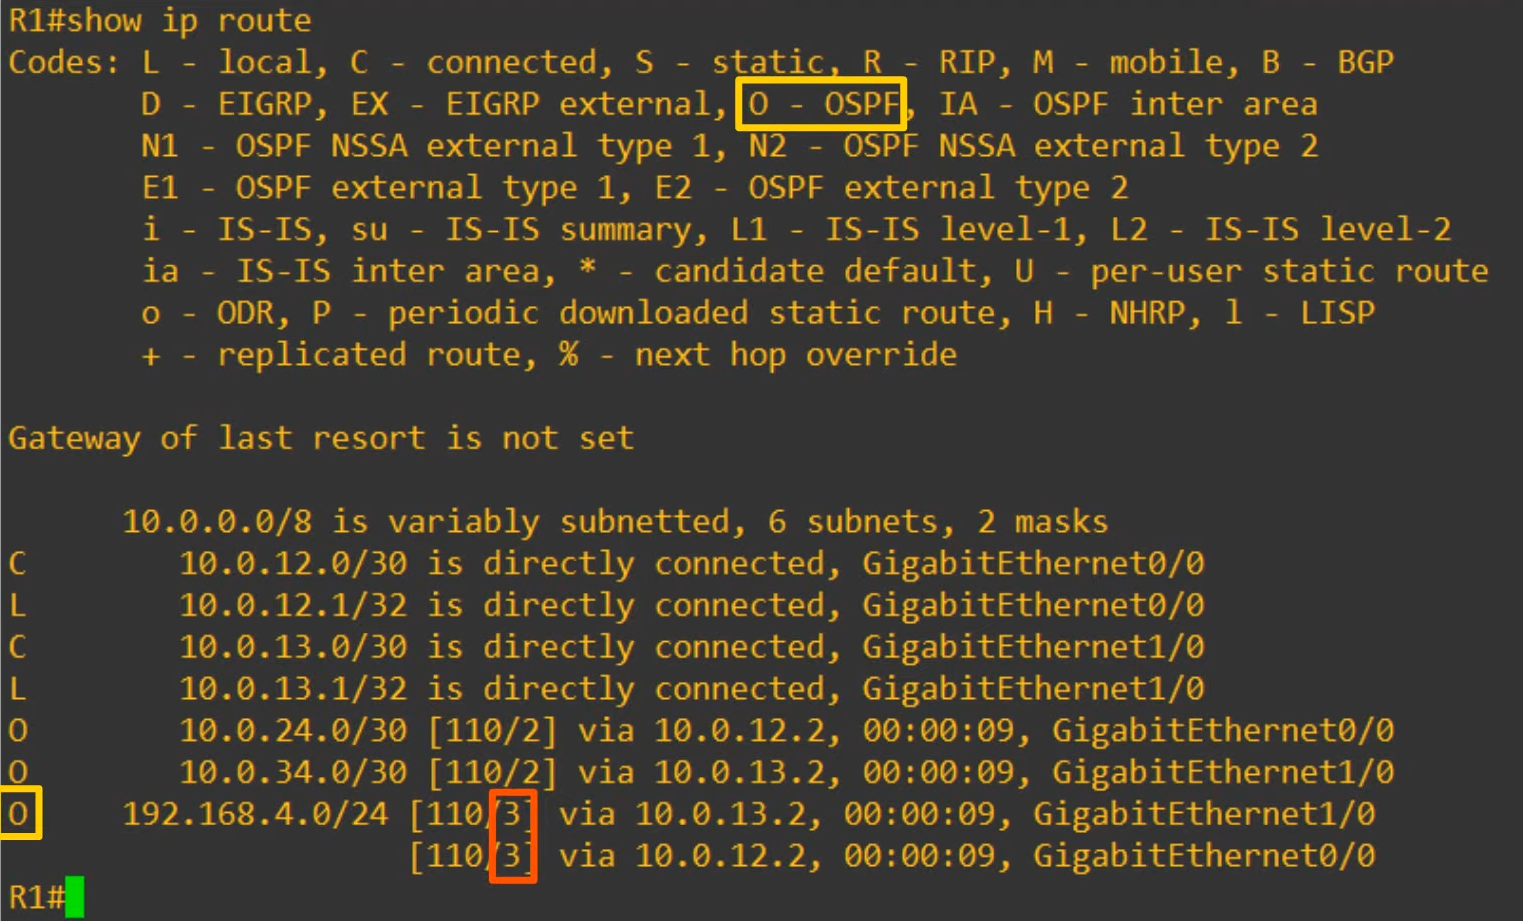 R1#show ip route
Codes: L - local, C - connected, S - static, R - RIP, M - mobile, B - BGP
D - EIGRP, EX - EIGRP external, O - OSPF, IA - OSPF inter area
N1 - OSPF NSSA external type 1, N2 - OSPF NSSA external type 2
E1 - OSPF external type 1, E2 - OSPF external type 2
i - IS-IS, su - IS-IS summary, L1 - IS-IS level-1, L2 - IS-IS level-2
ia - IS-IS inter area, * - candidate default, U - per-user static route
o - ODR, P - periodic downloaded static route, H - NHRP, l - LISP
+ - replicated route, % - next hop override
Gateway of last resort is not set
10.0.0.0/8 is variably subnetted, 6 subnets, 2 masks
C 10.0.12.0/30 is directly connected, GigabitEthernet0/0
L 10.0.12.1/32 is directly connected, GigabitEthernet0/0
C 10.0.13.0/30 is directly connected, GigabitEthernet1/0
L 10.0.13.1/32 is directly connected, GigabitEthernet1/0
O 10.0.24.0/30 [110/2] via 10.0.12.2, 00:00:09, GigabitEthernet0/0
O 10.0.34.0/30 [110/2] via 10.0.13.2, 00:00:09, GigabitEthernet1/0
O 192.168.4.0/24 [110/3] via 10.0.13.2, 00:00:09, GigabitEthernet1/0
[110/3] via 10.0.12.2, 00:00:09, GigabitEthernet0/0
R1#